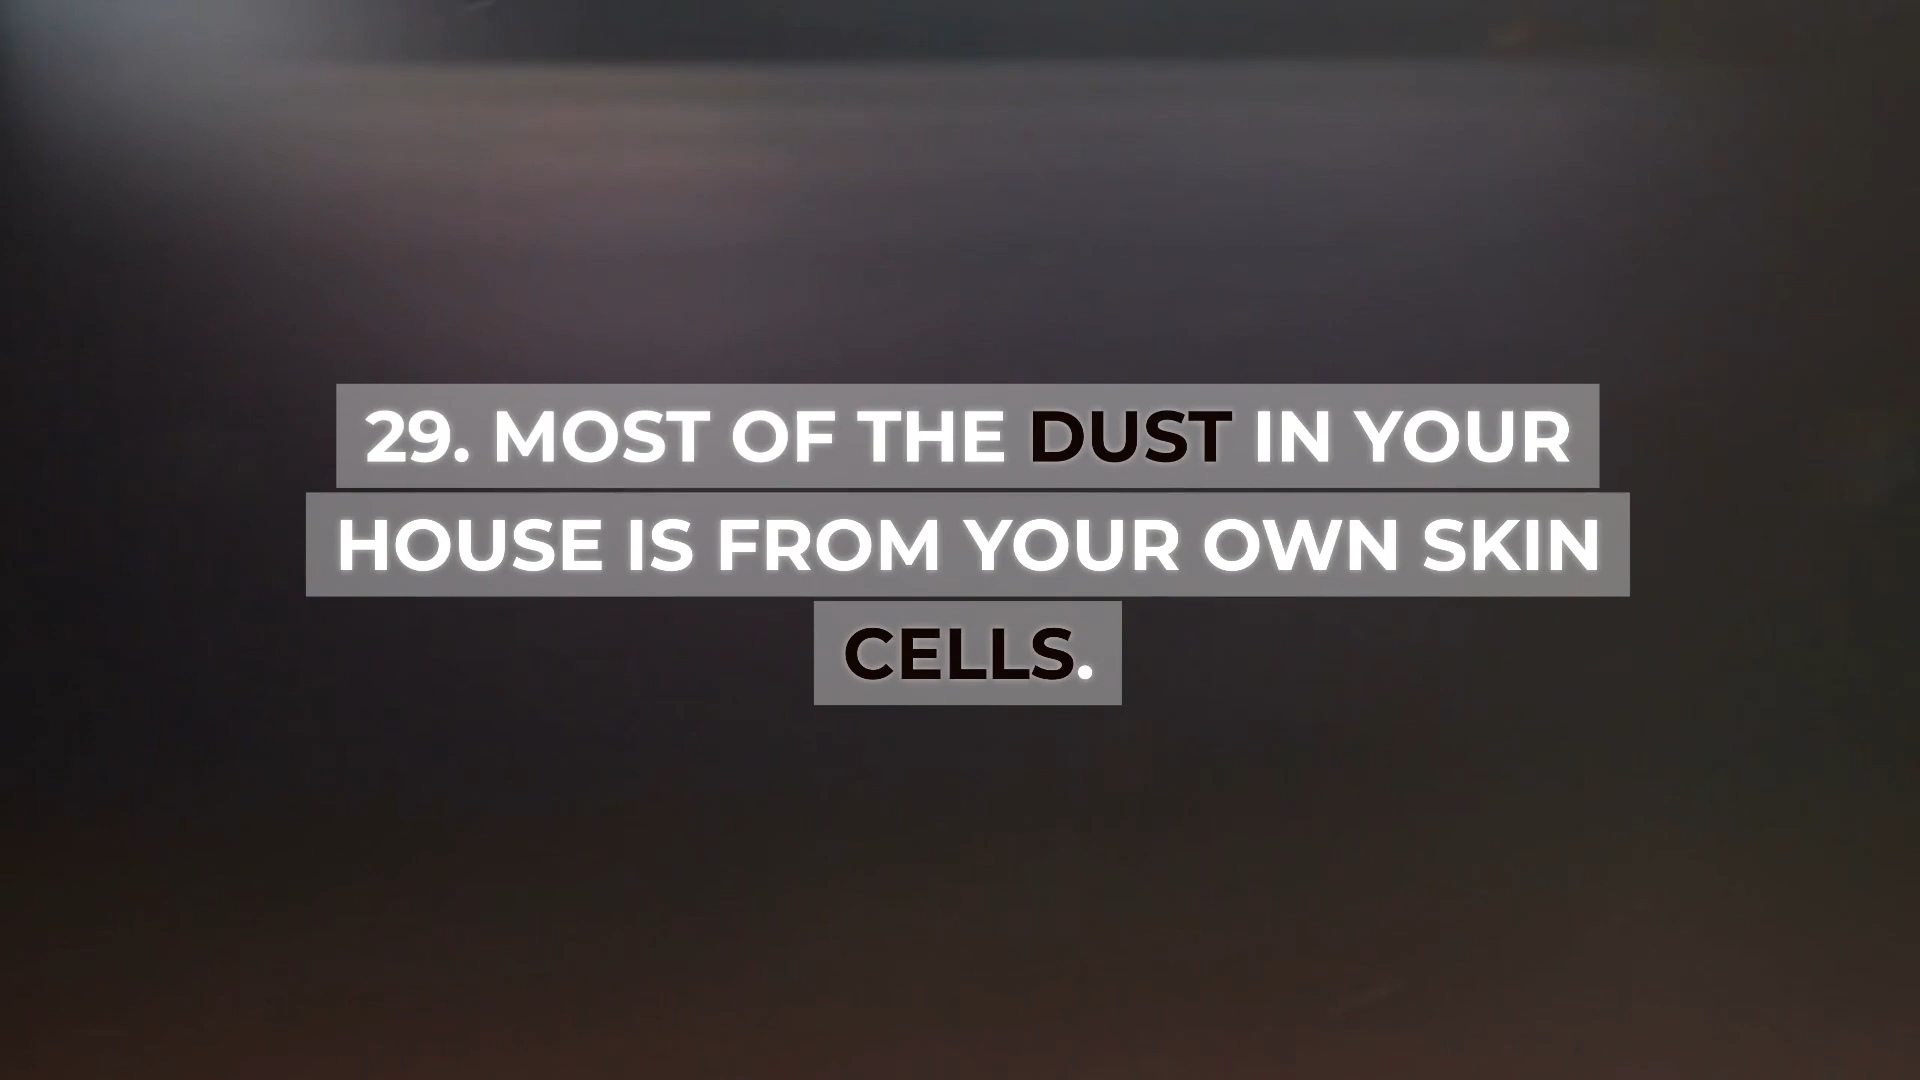 29. MOST OF THE DUST IN YOUR
HOUSE IS FROM YOUR OWN SKIN
CELLS.